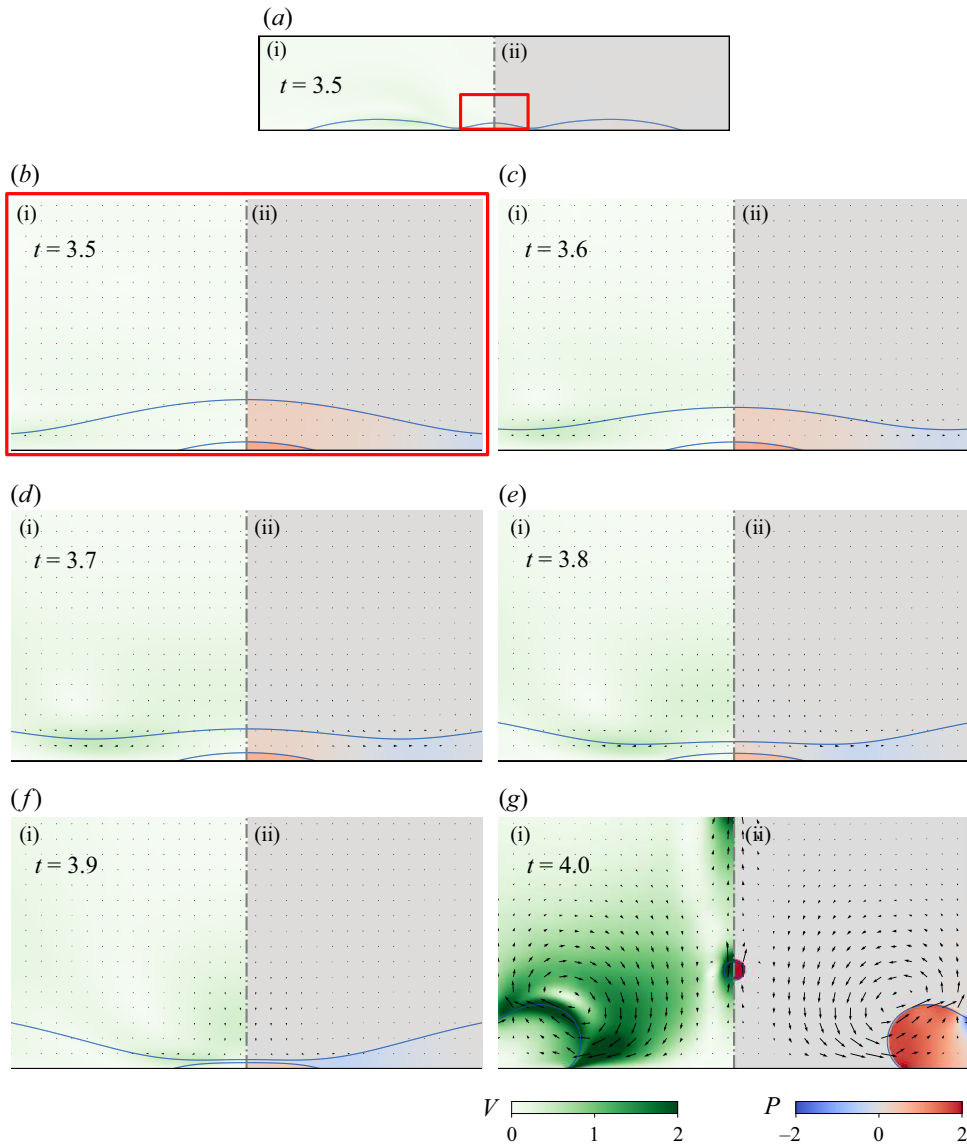 (a)
(i) (ii)
t = 3.5
(b) (c)
(i) (ii) (i) (ii)
t = 3.5 t = 3.6
(d) (e)
(i) (ii) (i) (ii)
t = 3.7 t = 3.8
(f) (g)
(i) (ii) (i) (ii)
t = 3.9 t = 4.0
V P
0 1 2 −2 0 2